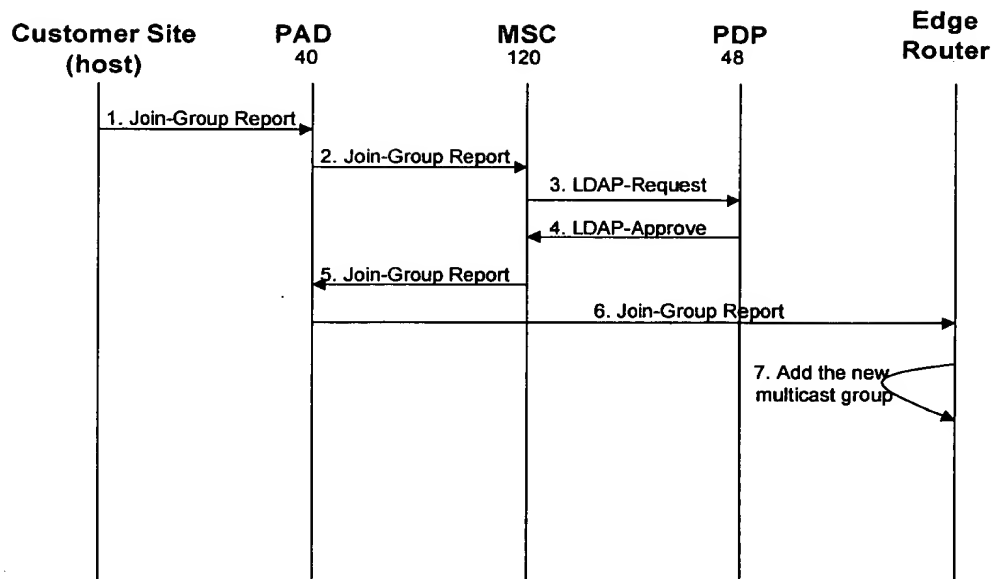 Customer Site
(host)
PAD
40
MSC
120
PDP
48
Edge
Router
1. Join-Group Report
2. Join-Group Report
3. LDAP-Request
4. LDAP-Approve
5. Join-Group Report
6. Join-Group Report
7. Add the new
multicast group